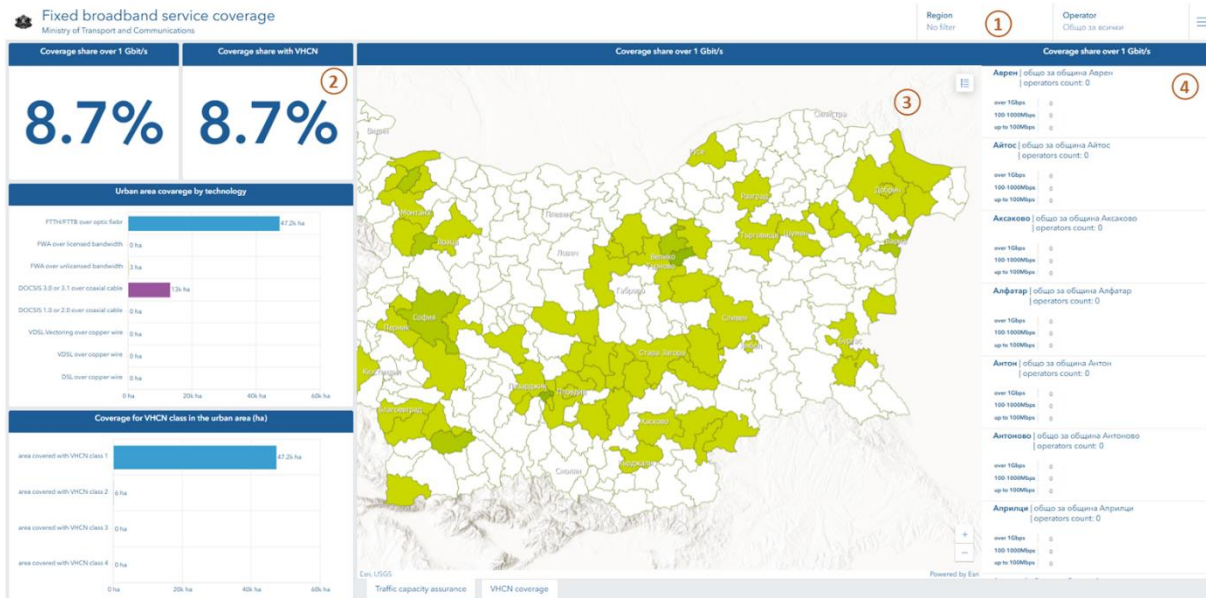 Fixed broadband service coverage
Ministry of Transport and Communications
Region
No filter
1
Operator
Общо за всички
Coverage share over 1 Gbit/s
8.7%
Coverage share with VHCN
2
8.7%
Urban area covarege by technology
FTTH/FTTB over optic fiebr
47.2k ha
FWA over licensed bandwidth
0 ha
FWA over unlicensed bandwidth
3 ha
DOCSIS 3.0 or 3.1 over coaxial cable
13k ha
DOCSIS 1.0 or 2.0 over coaxial cable
0 ha
VDSL Vectoring over copper wire
0 ha
VDSL over copper wire
0 ha
DSL over copper wire
0 ha
0 ha
20k ha
40k ha
60k ha
Coverage for VHCN class in the urban area (ha)
area covered with VHCN class 1
47.2k ha
area covered with VHCN class 2
6 ha
area covered with VHCN class 3
0 ha
area covered with VHCN class 4
0 ha
0 ha
20k ha
40k ha
60k ha
Coverage share over 1 Gbit/s
3
Видин
Силистра
Русе
Добрич
Разград
Монтана
Плевен
Търговище
Шумен
Враца
Варна
Ловеч
Велико
Търново
Габрово
София
Перник
Сливен
Бургас
Ямбол
Стара Загора
Кюстендил
Пазарджик
Пловдив
Благоевград
Хасково
Кърджали
Смолян
+
−
Esri, USGS
Powered by Esri
Traffic capacity assurance
VHCN coverage
Coverage share over 1 Gbit/s
4
Аврен | общо за община Аврен
| operators count: 0
over 1Gbps 0
100-1000Mbps 0
up to 100Mbps 0
Айтос | общо за община Айтос
| operators count: 0
over 1Gbps 0
100-1000Mbps 0
up to 100Mbps 0
Аксаково | общо за община Аксаково
| operators count: 0
over 1Gbps 0
100-1000Mbps 0
up to 100Mbps 0
Алфатар | общо за община Алфатар
| operators count: 0
over 1Gbps 0
100-1000Mbps 0
up to 100Mbps 0
Антон | общо за община Антон
| operators count: 0
over 1Gbps 0
100-1000Mbps 0
up to 100Mbps 0
Антоново | общо за община Антоново
| operators count: 0
over 1Gbps 0
100-1000Mbps 0
up to 100Mbps 0
Априлци | общо за община Априлци
| operators count: 0
over 1Gbps 0
100-1000Mbps 0
up to 100Mbps 0